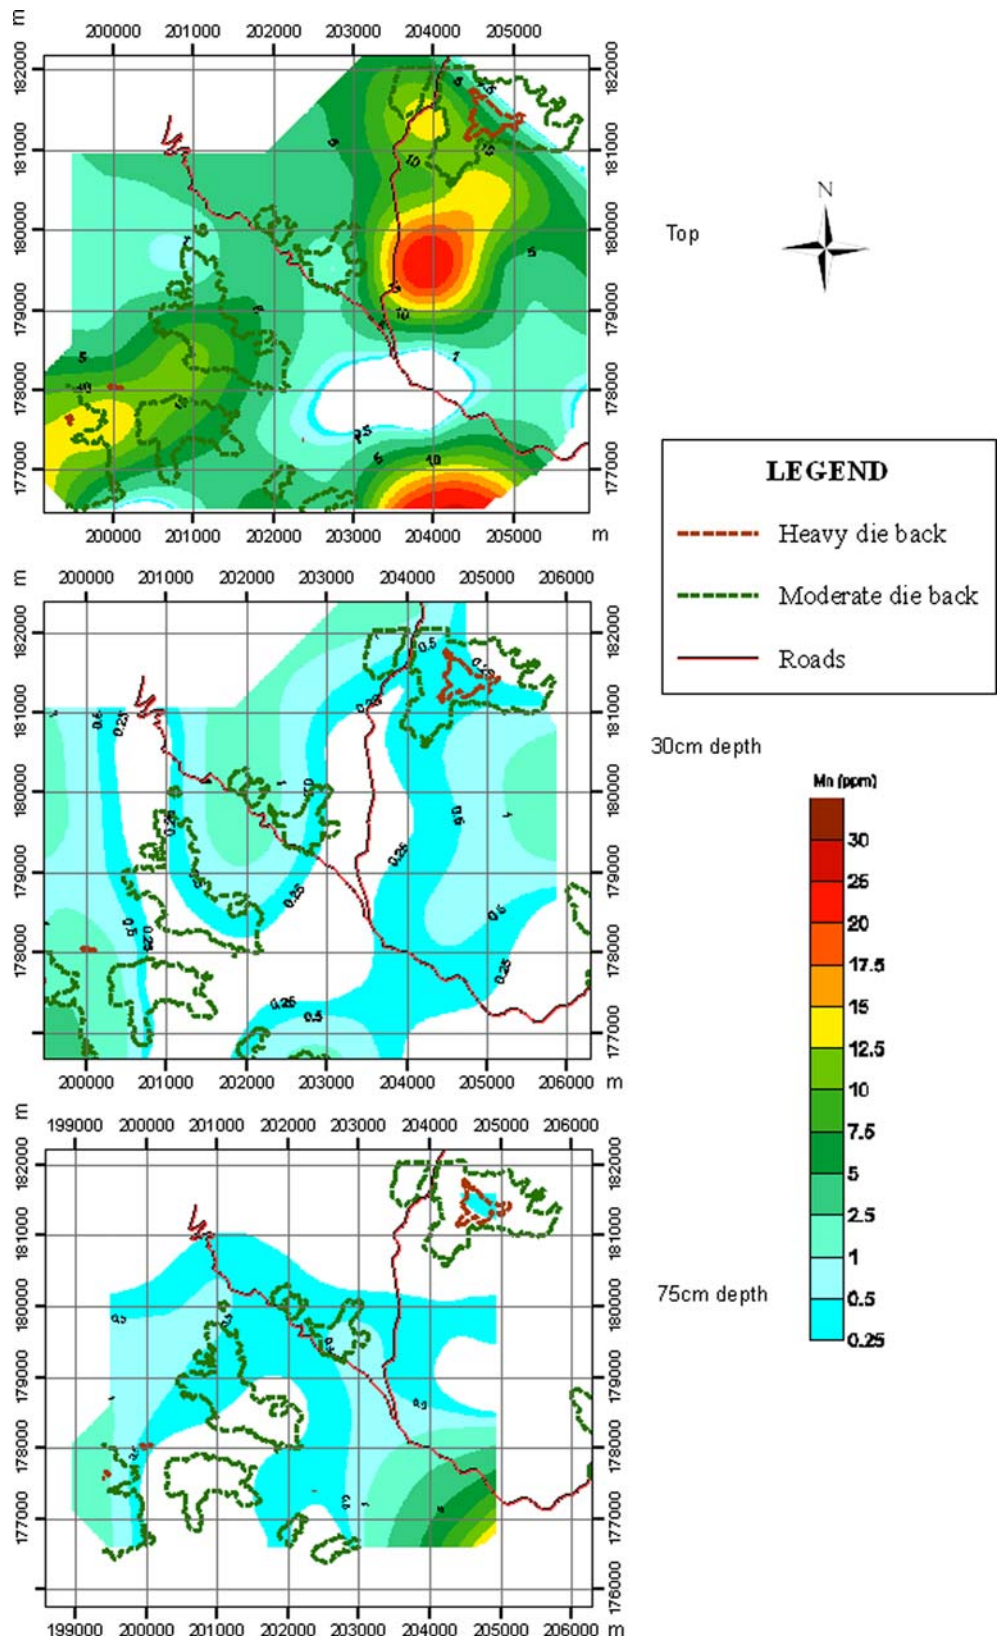 m
200000 201000 202000 203000 204000 205000
182000
181000
180000
179000
178000
177000
200000 201000 202000 203000 204000 205000 m
Top
N
LEGEND
Heavy die back
Moderate die back
Roads
m
200000 201000 202000 203000 204000 205000 206000
182000
181000
180000
179000
178000
177000
200000 201000 202000 203000 204000 205000 206000 m
30cm depth
Mn (ppm)
30
25
20
17.5
15
12.5
10
7.5
5
2.5
1
0.5
0.25
m
199000 200000 201000 202000 203000 204000 205000 206000
182000
181000
180000
179000
178000
177000
176000
199000 200000 201000 202000 203000 204000 205000 206000 m
75cm depth